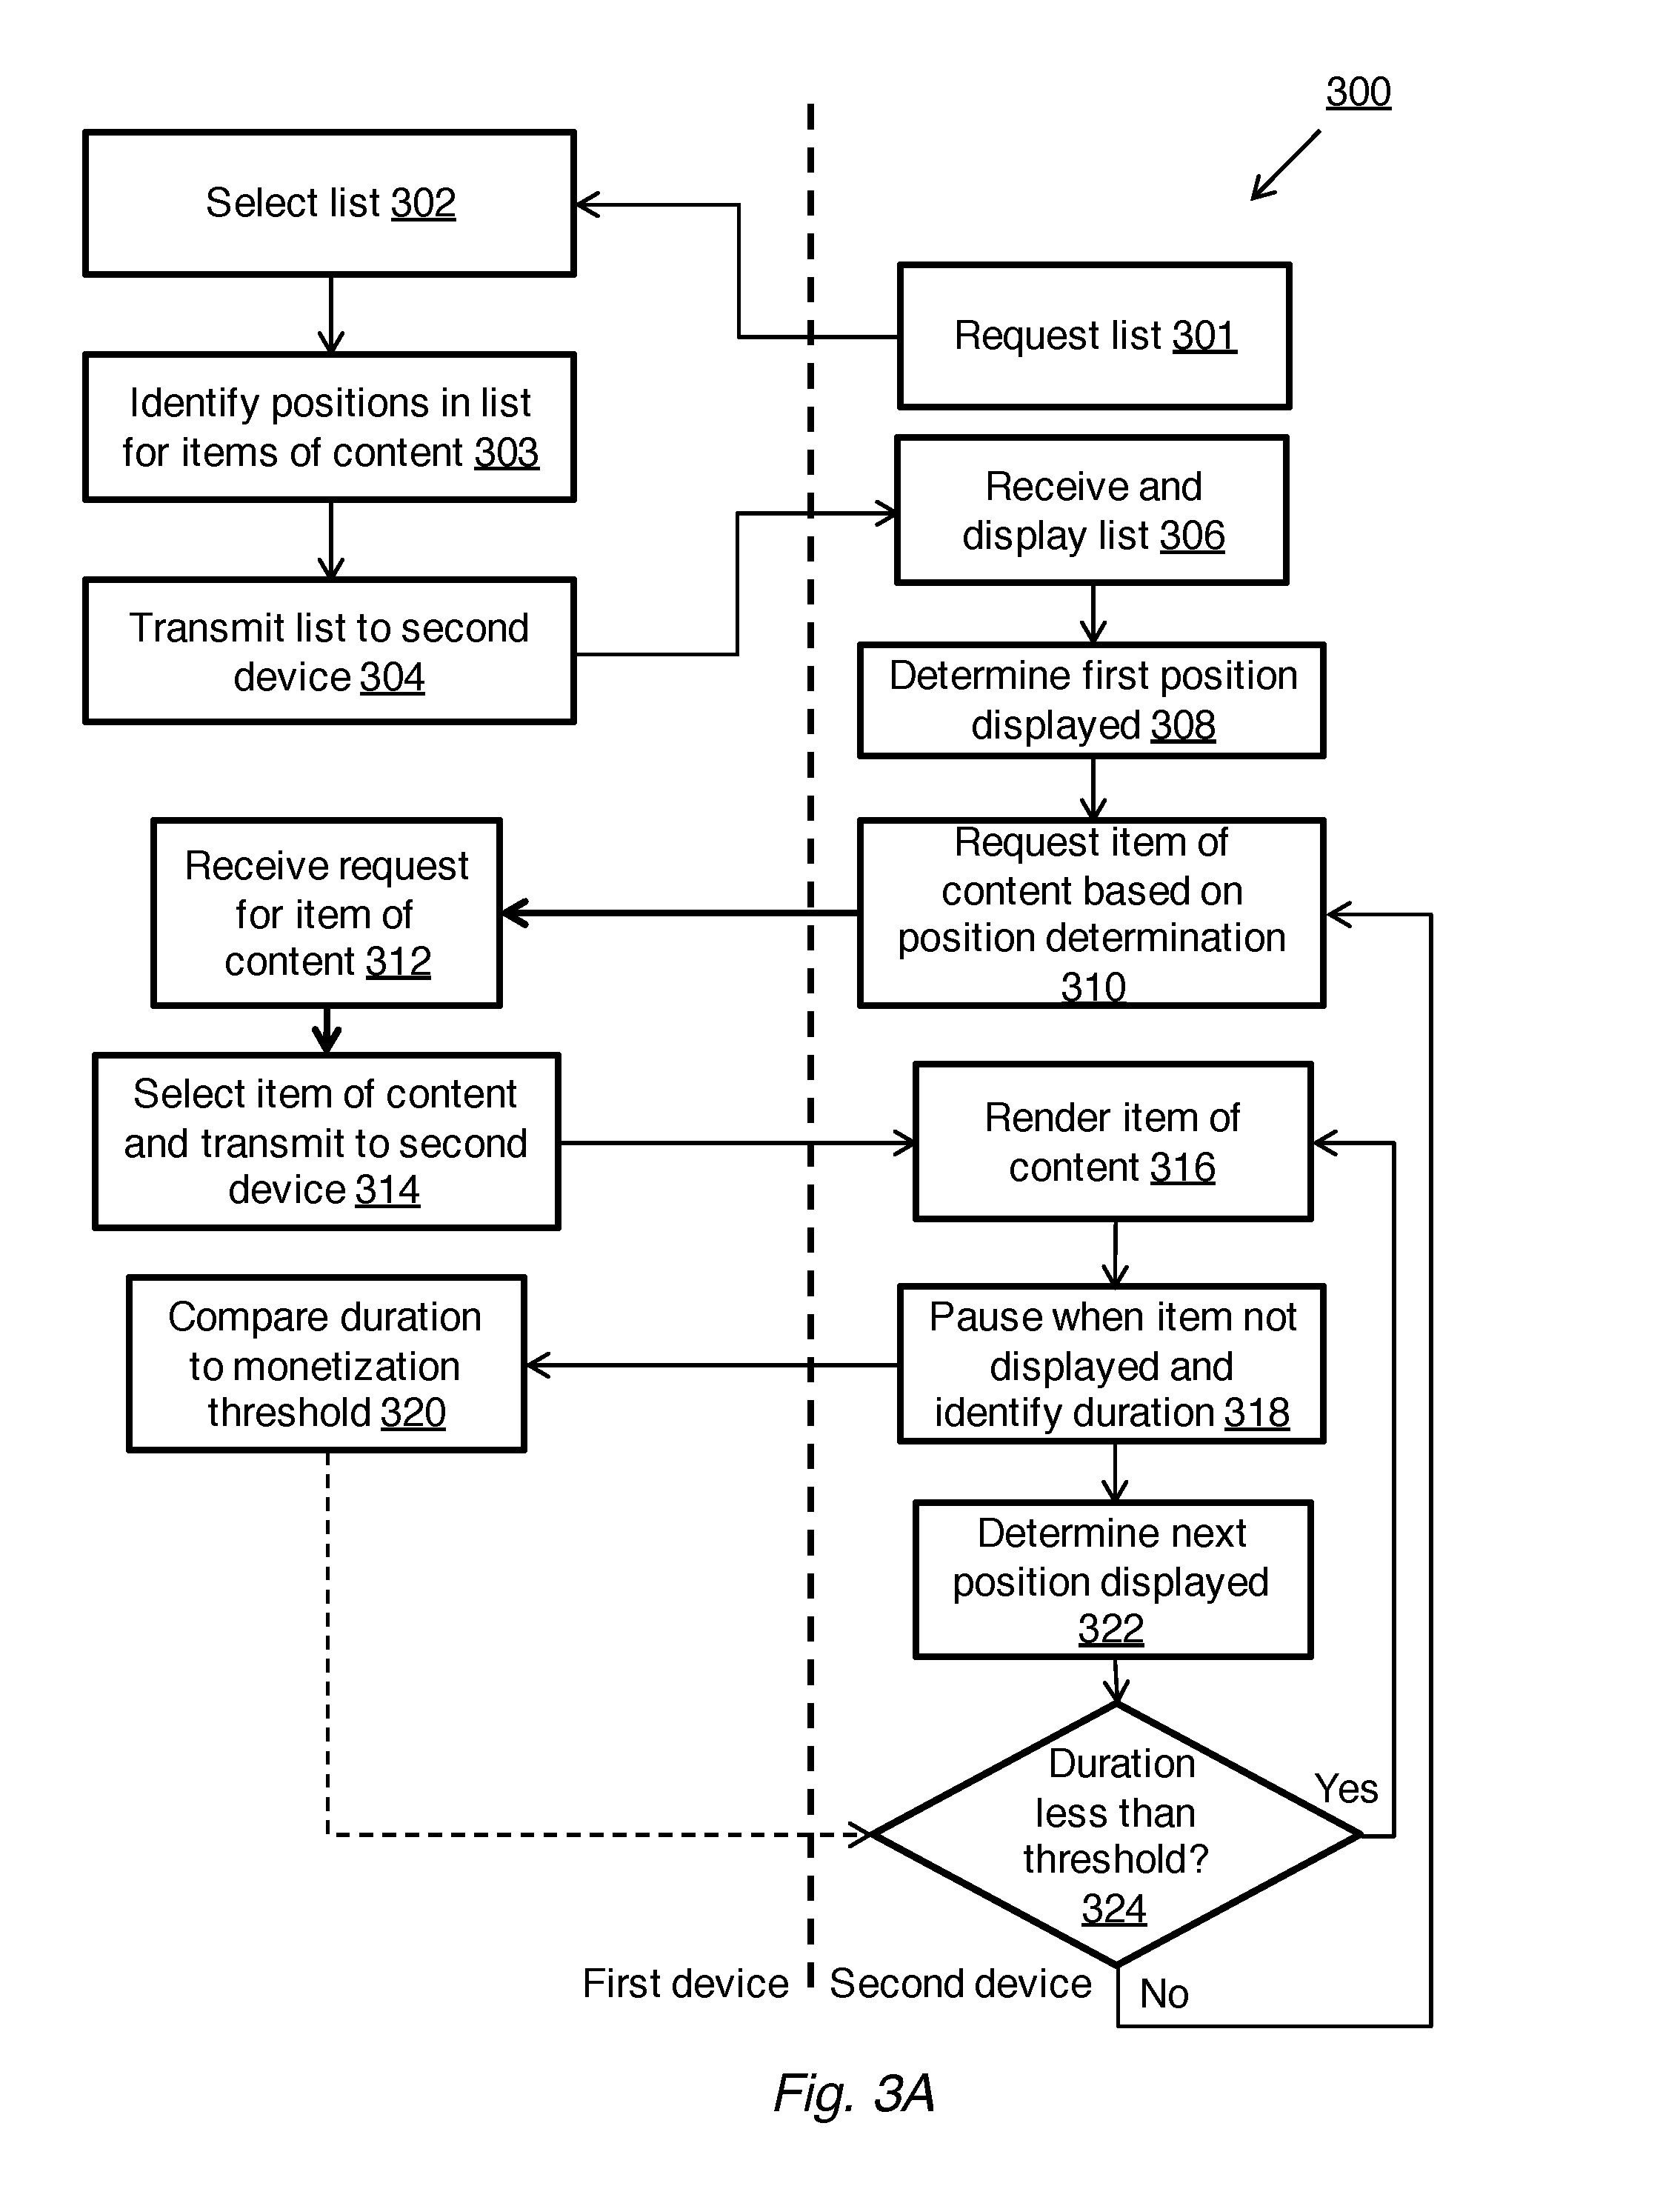 300
Select list 302
Request list 301
Identify positions in list
for items of content 303
Receive and
display list 306
Transmit list to second
device 304
Determine first position
displayed 308
Request item of
content based on
position determination
310
Receive request
for item of
content 312
Select item of content
and transmit to second
device 314
Render item of
content 316
Compare duration
to monetization
threshold 320
Pause when item not
displayed and
identify duration 318
Determine next
position displayed
322
Duration
less than
threshold?
324
Yes
No
First device
Second device
Fig. 3A